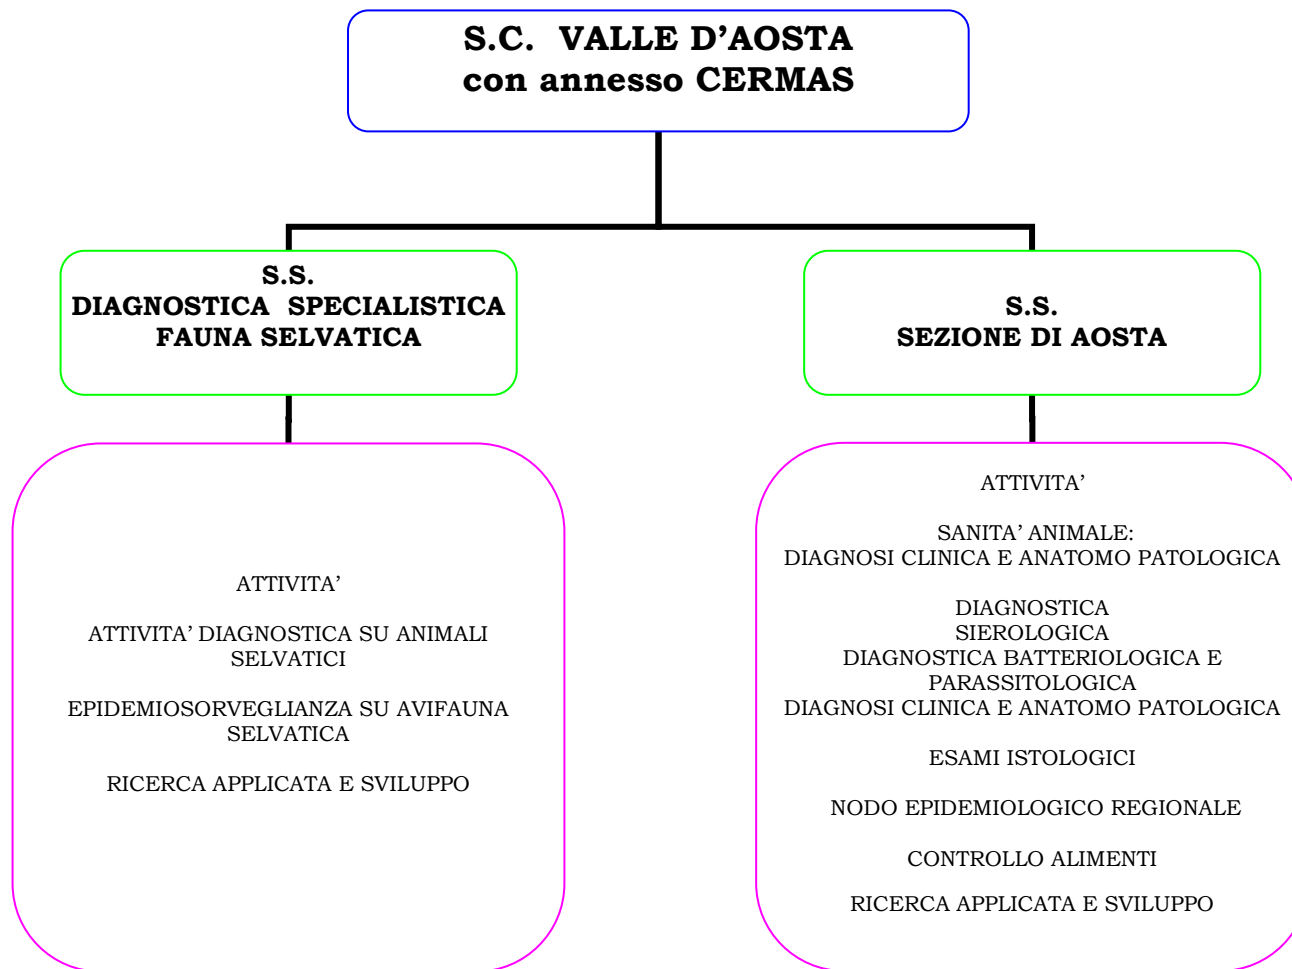 S.C. VALLE D’AOSTA
con annesso CERMAS
S.S.
DIAGNOSTICA SPECIALISTICA
FAUNA SELVATICA
S.S.
SEZIONE DI AOSTA
ATTIVITA’
ATTIVITA’ DIAGNOSTICA SU ANIMALI
SELVATICI
EPIDEMIOSORVEGLIANZA SU AVIFAUNA
SELVATICA
RICERCA APPLICATA E SVILUPPO
ATTIVITA’
SANITA’ ANIMALE:
DIAGNOSI CLINICA E ANATOMO PATOLOGICA
DIAGNOSTICA
SIEROLOGICA
DIAGNOSTICA BATTERIOLOGICA E
PARASSITOLOGICA
DIAGNOSI CLINICA E ANATOMO PATOLOGICA
ESAMI ISTOLOGICI
NODO EPIDEMIOLOGICO REGIONALE
CONTROLLO ALIMENTI
RICERCA APPLICATA E SVILUPPO